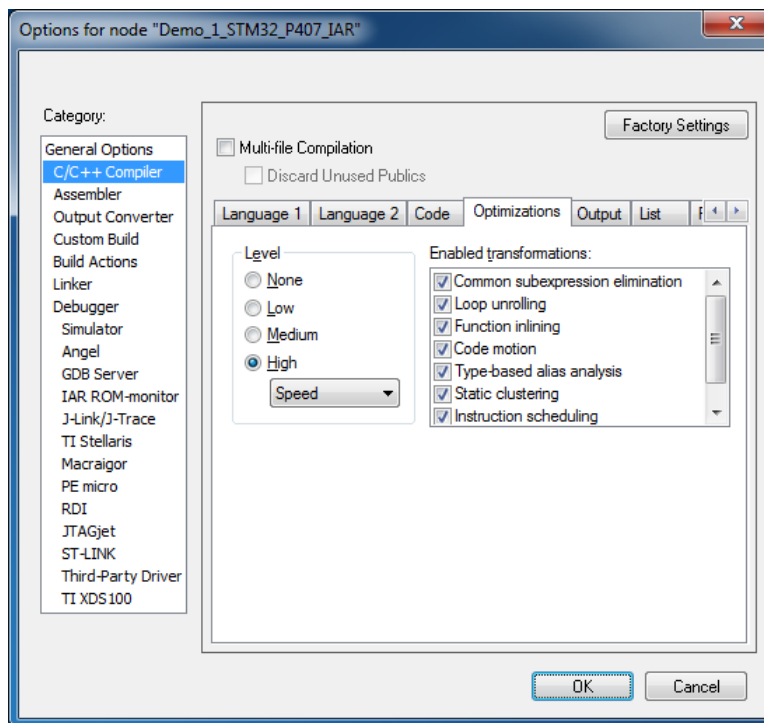 Options for node "Demo_1_STM32_P407_IAR"
Category:
Factory Settings
General Options
C/C++ Compiler
Assembler
Output Converter
Custom Build
Build Actions
Linker
Debugger
Simulator
Angel
GDB Server
IAR ROM-monitor
J-Link/J-Trace
TI Stellaris
Macraigor
PE micro
RDI
JTAGjet
ST-LINK
Third-Party Driver
TI XDS100
Multi-file Compilation
Discard Unused Publics
Language 1 Language 2 Code Optimizations Output List
Level
None
Low
Medium
High
Speed
Enabled transformations:
Common subexpression elimination
Loop unrolling
Function inlining
Code motion
Type-based alias analysis
Static clustering
Instruction scheduling
OK Cancel